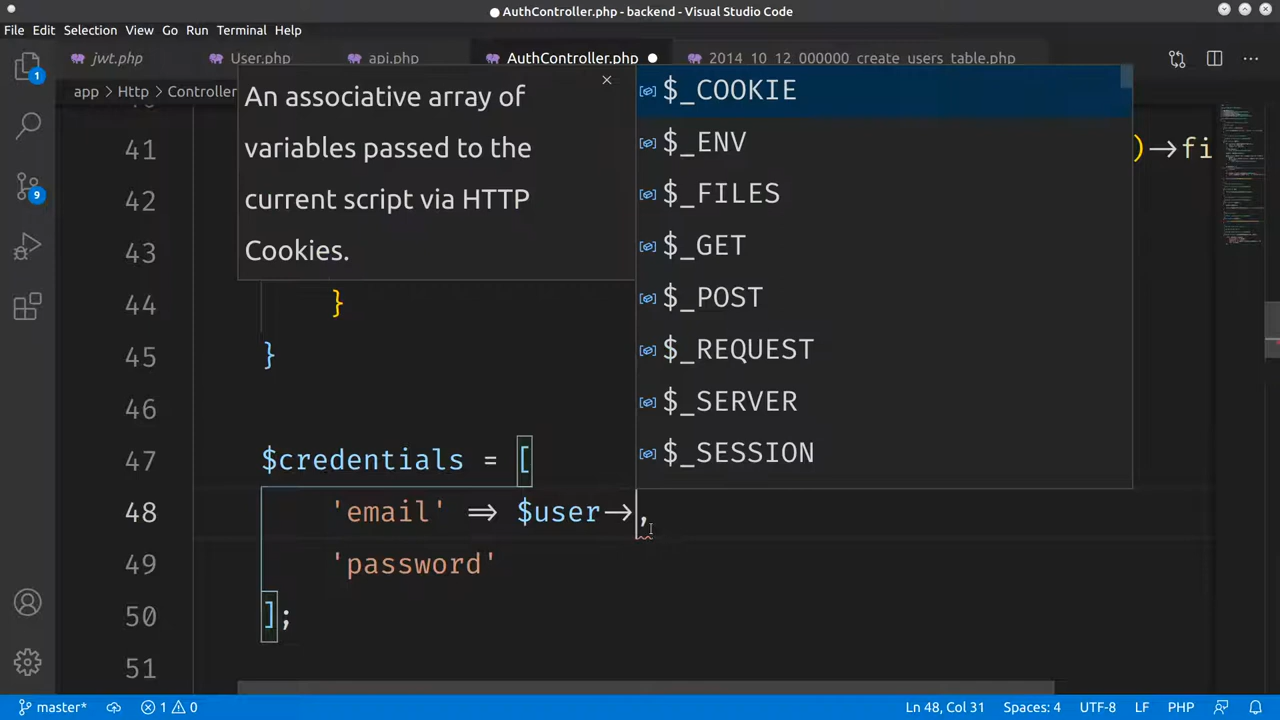 ● AuthController.php - backend - Visual Studio Code
File Edit Selection View Go Run Terminal Help
jwt.php User.php api.php AuthController.php ● 2014_10_12_000000_create_users_table.php
app > Http > Controller
An associative array of
variables passed to the
current script via HTTP
Cookies.
$_COOKIE
$_ENV
$_FILES
$_GET
$_POST
$_REQUEST
$_SERVER
$_SESSION
1
9
41 )->fi
42
43
44 }
45 }
46
47 $credentials = [
48 'email' => $user->,
49 'password'
50 ];
51
master* 1 0 Ln 48, Col 31 Spaces: 4 UTF-8 LF PHP